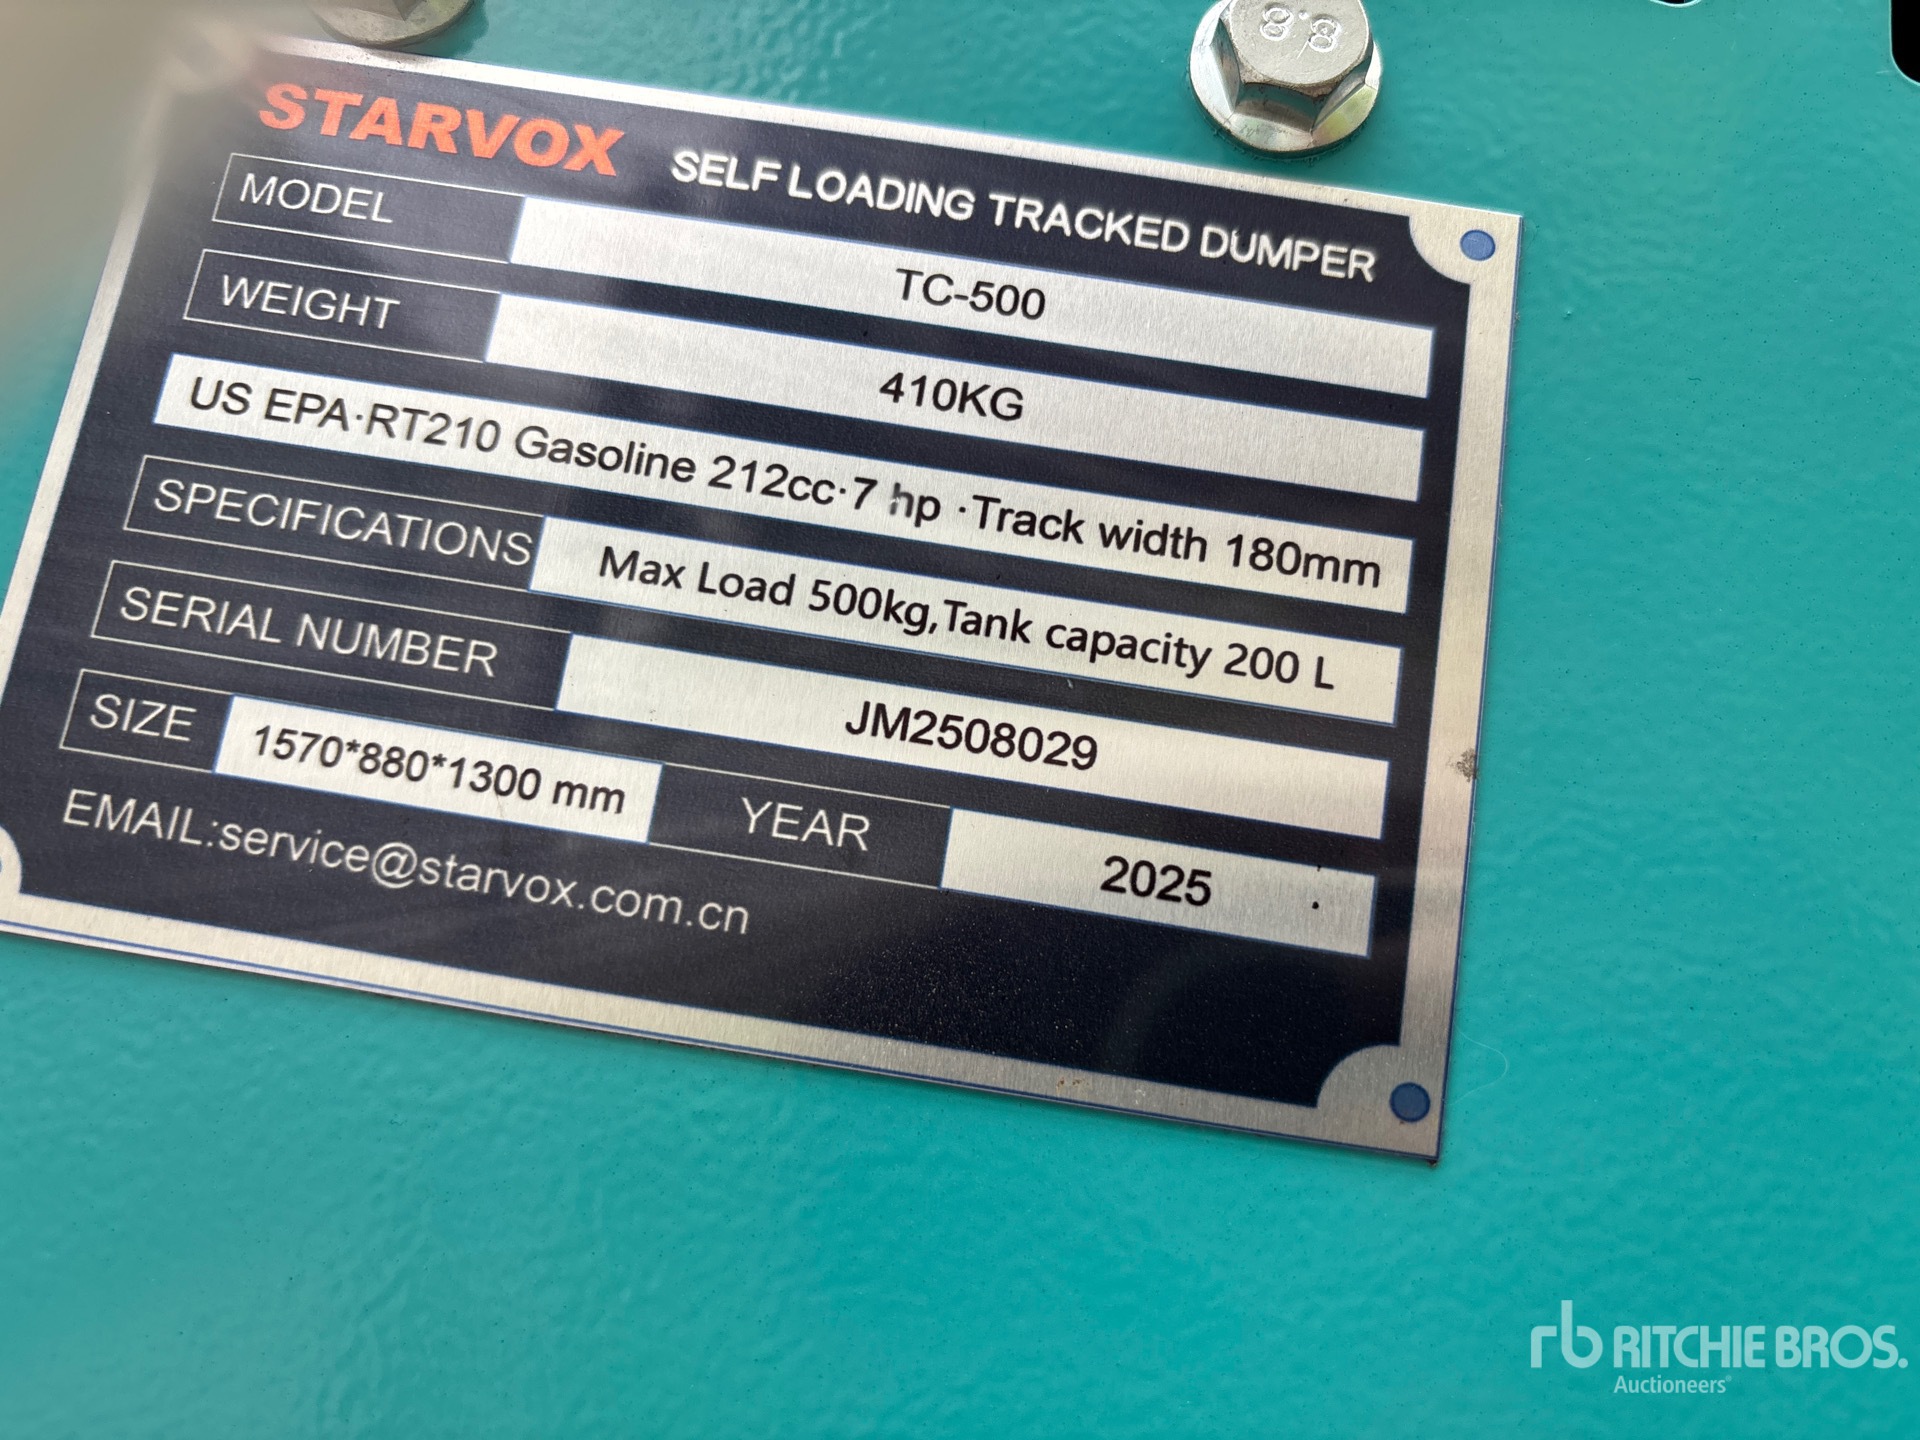 8.8
STARVOX SELF LOADING TRACKED DUMPER
MODEL TC-500
WEIGHT 410KG
US EPA·RT210 Gasoline 212cc·7 hp ·Track width 180mm
SPECIFICATIONS Max Load 500kg,Tank capacity 200 L
SERIAL NUMBER JM2508029
SIZE 1570*880*1300 mm YEAR 2025
EMAIL:service@starvox.com.cn
rb RITCHIE BROS.
Auctioneers